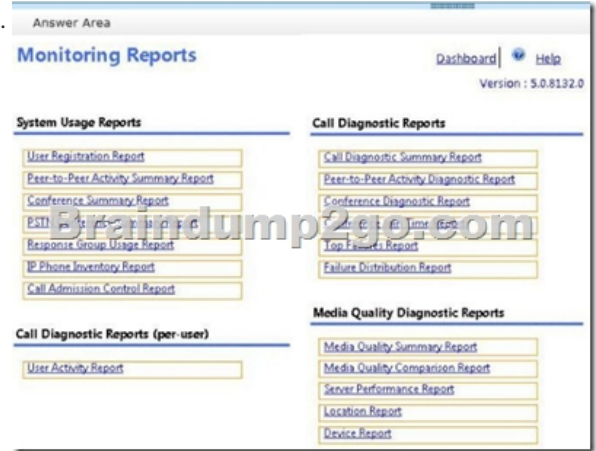 Answer Area
Monitoring Reports
Dashboard Help
Version : 5.0.8132.0
System Usage Reports
User Registration Report
Peer-to-Peer Activity Summary Report
Conference Summary Report
Response Group Usage Report
IP Phone Inventory Report
Call Admission Control Report
Call Diagnostic Reports (per-user)
User Activity Report
Call Diagnostic Reports
Call Diagnostic Summary Report
Peer-to-Peer Activity Diagnostic Report
Conference Diagnostic Report
Top Failures Report
Failure Distribution Report
Media Quality Diagnostic Reports
Media Quality Summary Report
Media Quality Comparison Report
Server Performance Report
Location Report
Device Report
Braindump2go.com